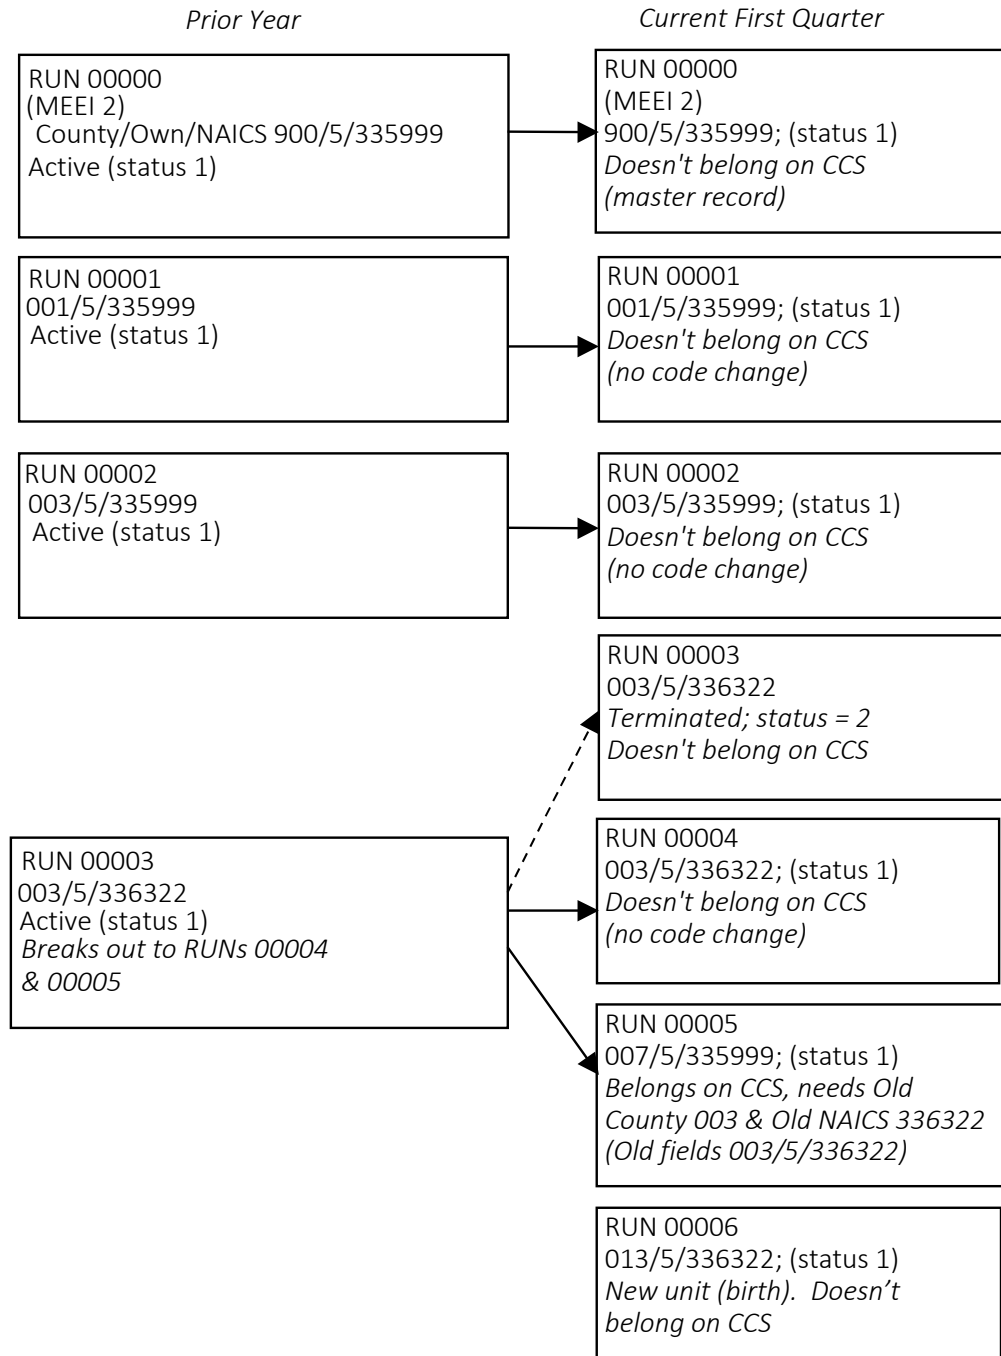 Prior Year
Current First Quarter
RUN 00000
(MEEI 2)
County/Own/NAICS 900/5/335999
Active (status 1)
RUN 00000
(MEEI 2)
900/5/335999; (status 1)
Doesn't belong on CCS
(master record)
RUN 00001
001/5/335999
Active (status 1)
RUN 00001
001/5/335999; (status 1)
Doesn't belong on CCS
(no code change)
RUN 00002
003/5/335999
Active (status 1)
RUN 00002
003/5/335999; (status 1)
Doesn't belong on CCS
(no code change)
RUN 00003
003/5/336322
Terminated; status = 2
Doesn't belong on CCS
RUN 00003
003/5/336322
Active (status 1)
Breaks out to RUNs 00004
& 00005
RUN 00004
003/5/336322; (status 1)
Doesn't belong on CCS
(no code change)
RUN 00005
007/5/335999; (status 1)
Belongs on CCS, needs Old
County 003 & Old NAICS 336322
(Old fields 003/5/336322)
RUN 00006
013/5/336322; (status 1)
New unit (birth).  Doesn’t
belong on CCS